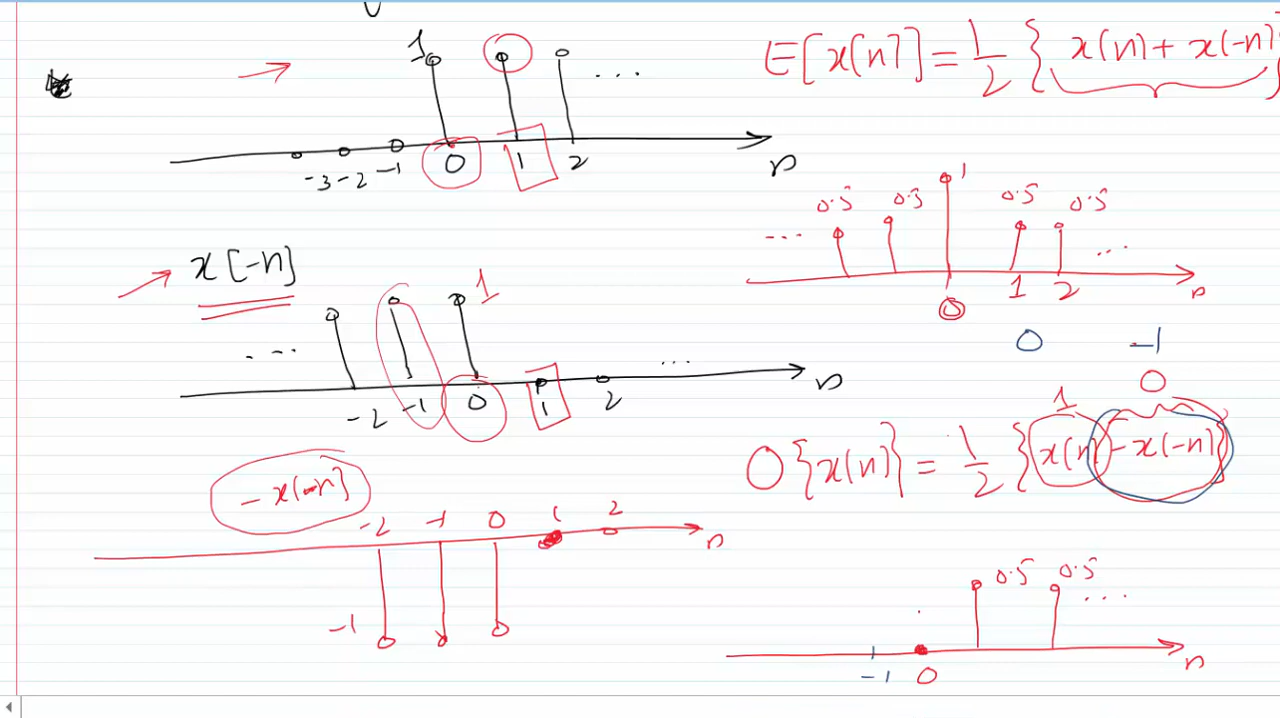 1
...
-3 -2 -1 0 1 2 n
x[-n]
1
... ...
-2 -1 0 1 2 n
-x(-n)
-2 -1 0 1 2 n
-1
E[x(n)] = 1/2 { x(n) + x(-n) }
1
0.5 0.5 0.5 0.5
... ...
0 1 2 n
0 -1
1 0
O{x(n)} = 1/2 { x(n) - x(-n) }
0.5 0.5
...
-1 0 n